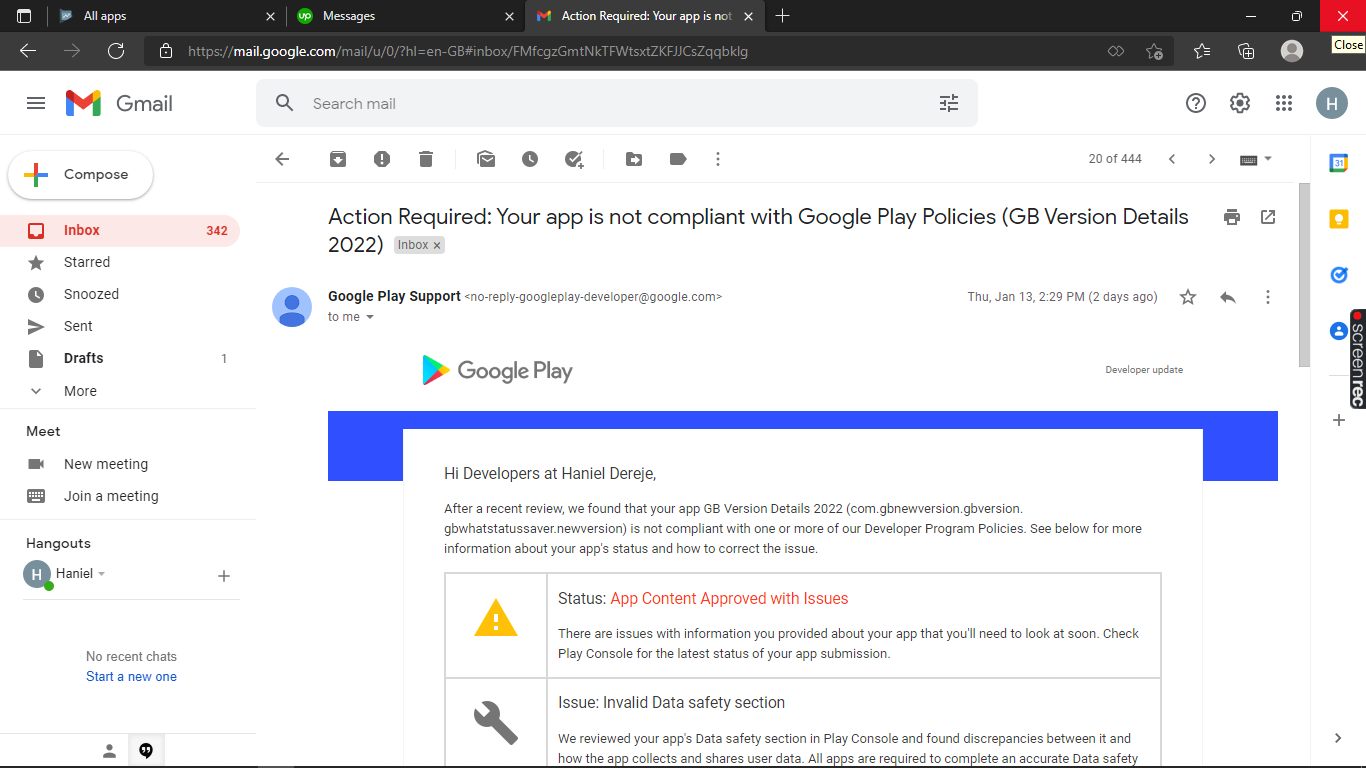 All apps
Messages
Action Required: Your app is not
https://mail.google.com/mail/u/0/?hl=en-GB#inbox/FMfcgzGmtNkTFWtsxtZKFJJCsZqqbklg
Close
Gmail
Search mail
H
Compose
20 of 444
31
Inbox 342
Starred
Snoozed
Sent
Drafts 1
More
Meet
New meeting
Join a meeting
Hangouts
H Haniel
No recent chats
Start a new one
Action Required: Your app is not compliant with Google Play Policies (GB Version Details
2022) Inbox x
Google Play Support <no-reply-googleplay-developer@google.com>
Thu, Jan 13, 2:29 PM (2 days ago)
to me
Google Play
Developer update
Hi Developers at Haniel Dereje,
After a recent review, we found that your app GB Version Details 2022 (com.gbnewversion.gbversion.
gbwhatstatussaver.newversion) is not compliant with one or more of our Developer Program Policies. See below for more
information about your app's status and how to correct the issue.
Status: App Content Approved with Issues
There are issues with information you provided about your app that you'll need to look at soon. Check
Play Console for the latest status of your app submission.
Issue: Invalid Data safety section
We reviewed your app's Data safety section in Play Console and found discrepancies between it and
how the app collects and shares user data. All apps are required to complete an accurate Data safety
screenrec
up